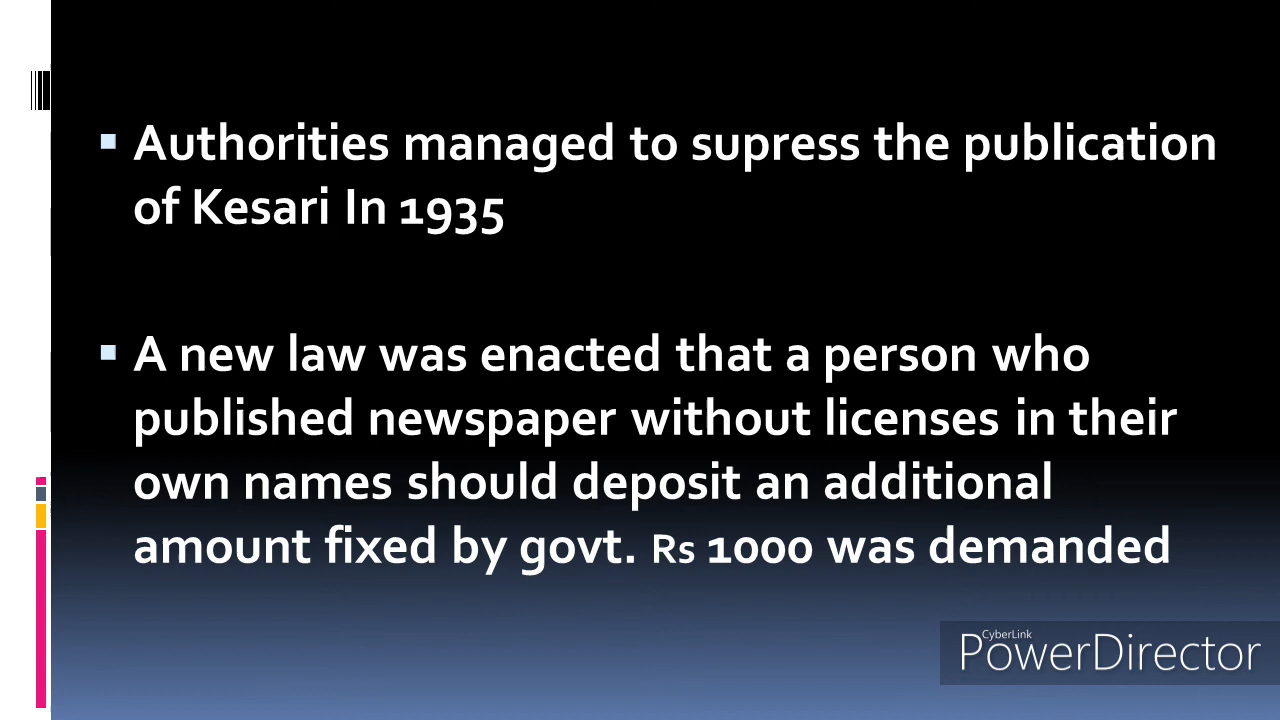 Authorities managed to supress the publication
of Kesari In 1935
A new law was enacted that a person who
published newspaper without licenses in their
own names should deposit an additional
amount fixed by govt. Rs 1000 was demanded
CyberLink
PowerDirector